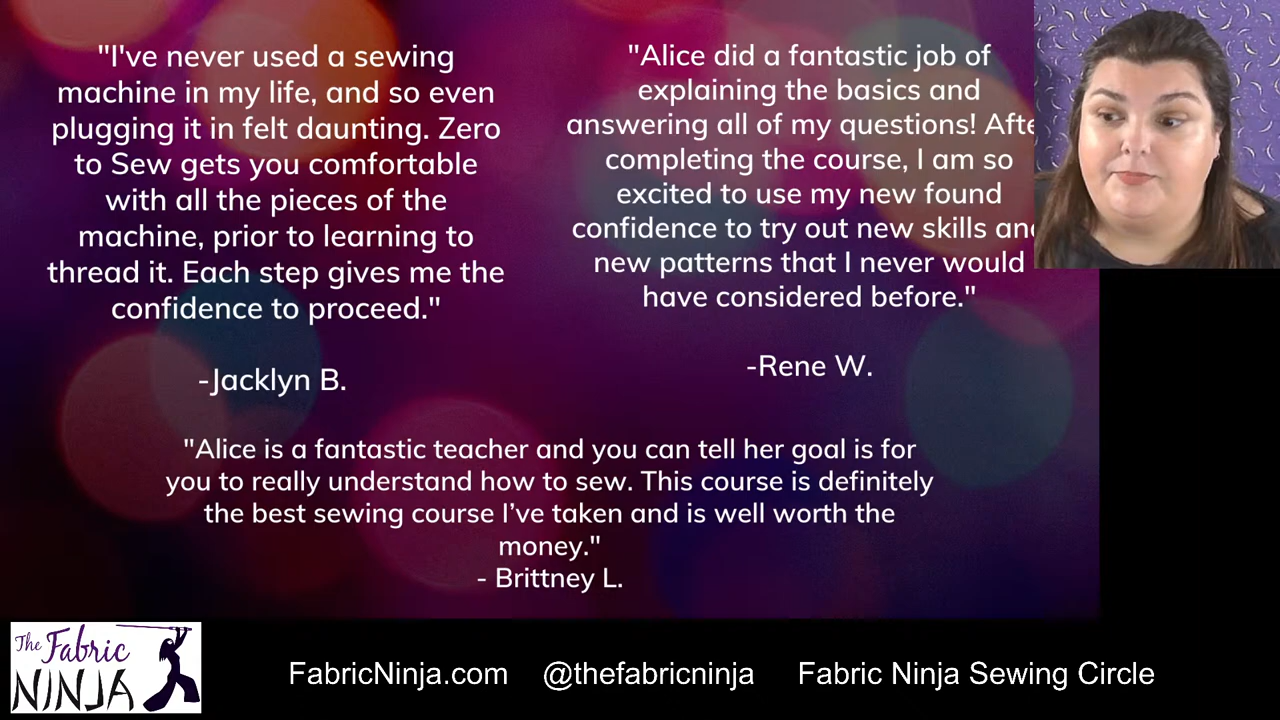 "I've never used a sewing
machine in my life, and so even
plugging it in felt daunting. Zero
to Sew gets you comfortable
with all the pieces of the
machine, prior to learning to
thread it. Each step gives me the
confidence to proceed."
-Jacklyn B.
"Alice did a fantastic job of
explaining the basics and
answering all of my questions! Afte
completing the course, I am so
excited to use my new found
confidence to try out new skills an
new patterns that I never would
have considered before."
-Rene W.
"Alice is a fantastic teacher and you can tell her goal is for
you to really understand how to sew. This course is definitely
the best sewing course I’ve taken and is well worth the
money."
- Brittney L.
The Fabric
NINJA
FabricNinja.com @thefabricninja Fabric Ninja Sewing Circle